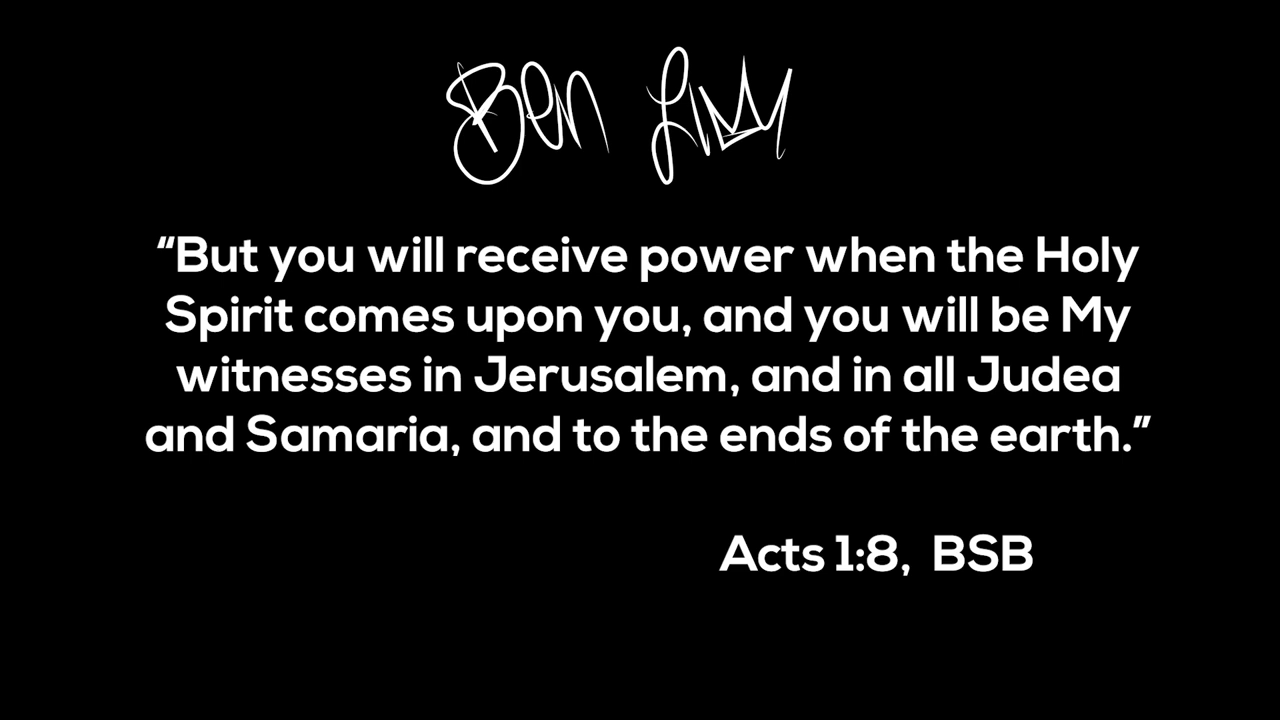 Ben
“But you will receive power when the Holy
Spirit comes upon you, and you will be My
witnesses in Jerusalem, and in all Judea
and Samaria, and to the ends of the earth.”
Acts 1:8, BSB